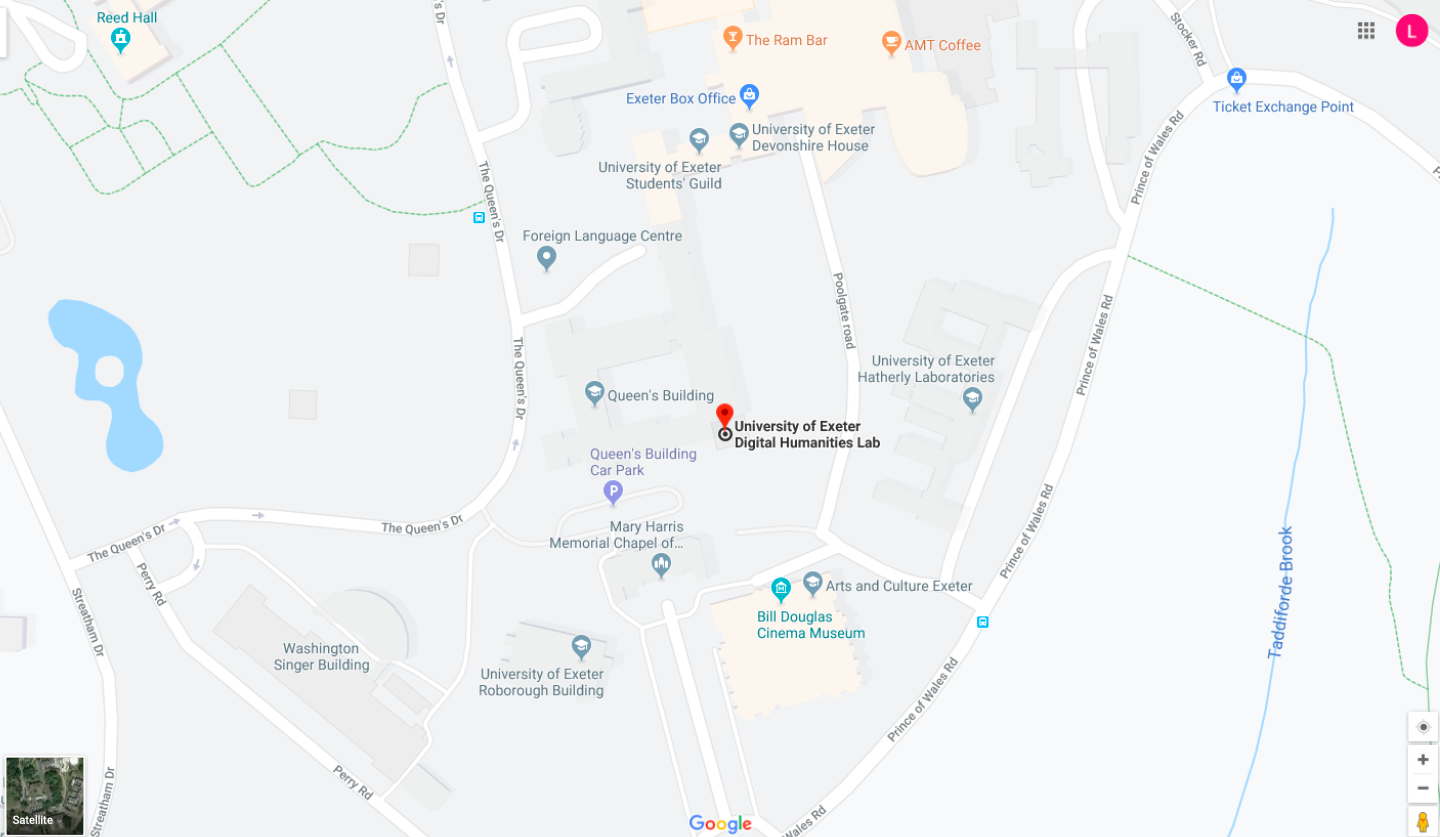 Reed Hall
s Dr
The Ram Bar
AMT Coffee
Stocker Rd
L
Exeter Box Office
Ticket Exchange Point
University of Exeter
Devonshire House
University of Exeter
Students' Guild
Prince of Wales Rd
P
The Queen's Dr
Foreign Language Centre
Poolgate road
Prince of Wales Rd
The Queen's Dr
University of Exeter
Hatherly Laboratories
Queen's Building
University of Exeter
Digital Humanities Lab
Queen's Building
Car Park
P
The Queen's Dr
The Queen's Dr
Mary Harris
Memorial Chapel of...
Prince of Wales Rd
Taddiforde Brook
Perry Rd
Arts and Culture Exeter
Streatham Dr
Bill Douglas
Cinema Museum
Washington
Singer Building
University of Exeter
Roborough Building
Prince of Wales Rd
Perry Rd
Streatham Dr
Satellite
Google
Wales Rd